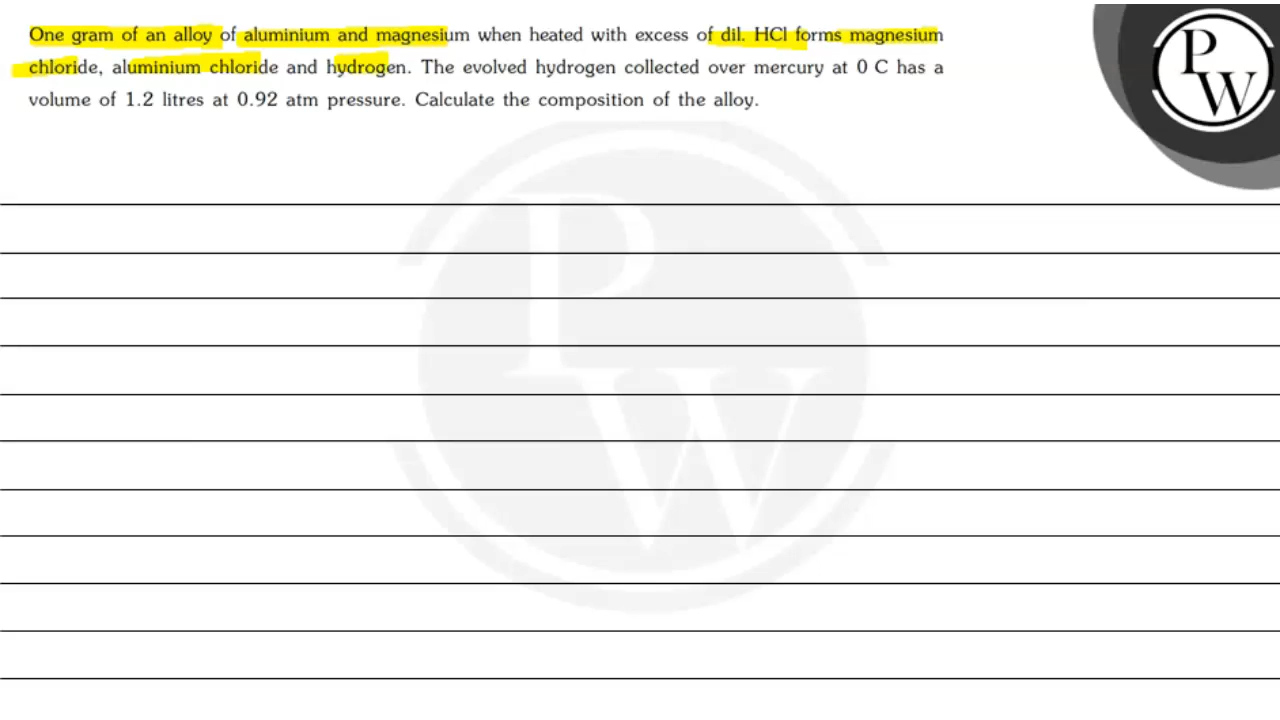 One gram of an alloy of aluminium and magnesium when heated with excess of dil. HCl forms magnesium
chloride, aluminium chloride and hydrogen. The evolved hydrogen collected over mercury at 0 C has a
volume of 1.2 litres at 0.92 atm pressure. Calculate the composition of the alloy.
P
W
P
W